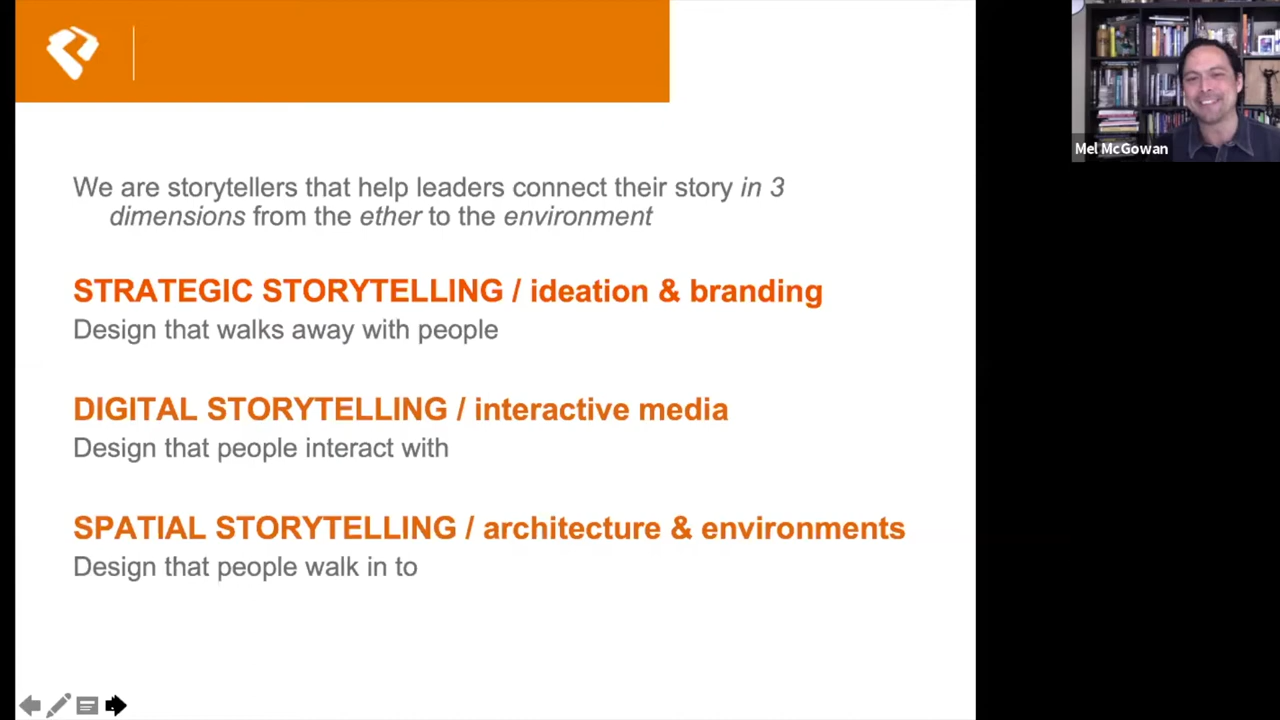 We are storytellers that help leaders connect their story in 3
dimensions from the ether to the environment
STRATEGIC STORYTELLING / ideation & branding
Design that walks away with people
DIGITAL STORYTELLING / interactive media
Design that people interact with
SPATIAL STORYTELLING / architecture & environments
Design that people walk in to
Mel McGowan